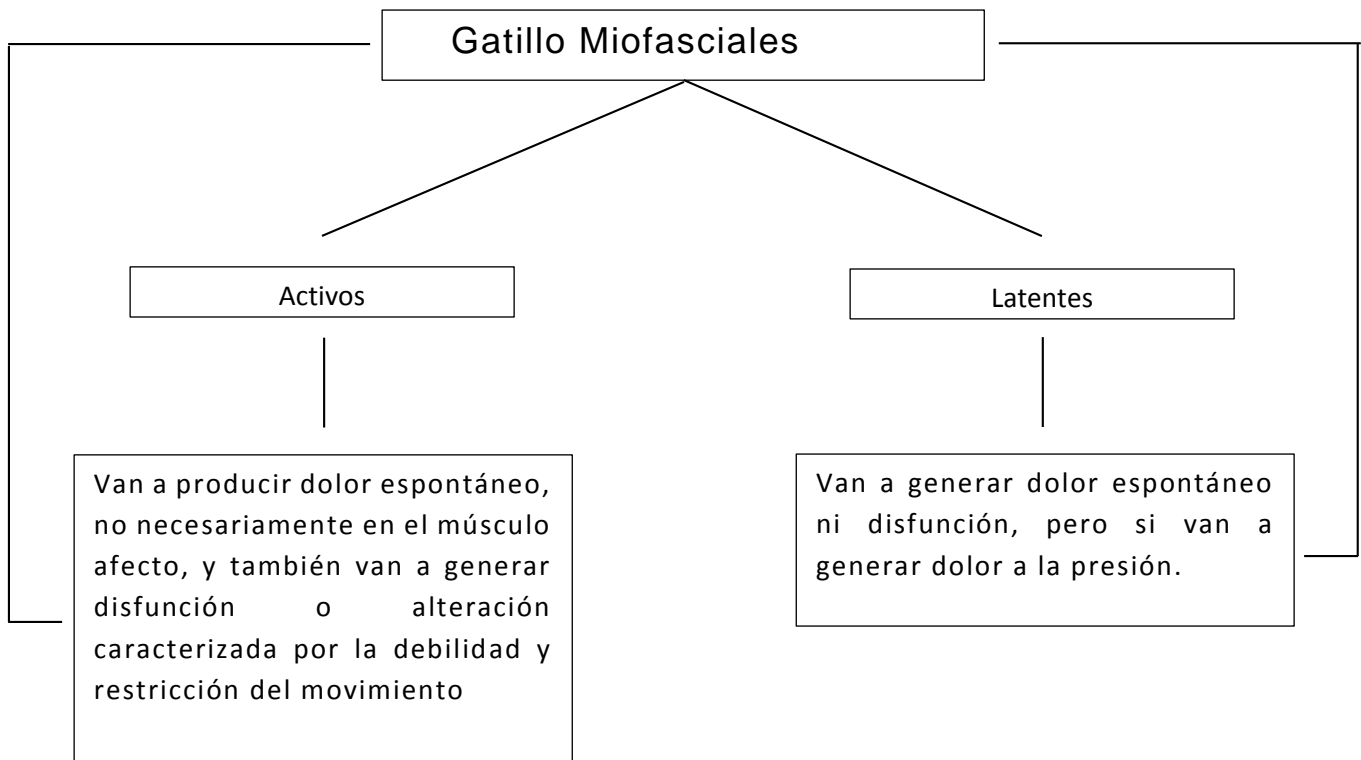 Gatillo Miofasciales
Activos
Latentes
Van a producir dolor espontáneo,
no necesariamente en el músculo
afecto, y también van a generar
disfunción o alteración
caracterizada por la debilidad y
restricción del movimiento
Van a generar dolor espontáneo
ni disfunción, pero si van a
generar dolor a la presión.